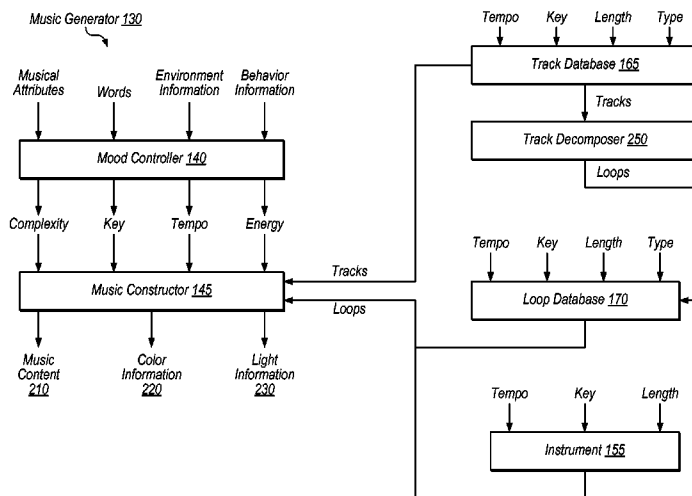 Music Generator 130
Musical Attributes
Words
Environment Information
Behavior Information
Mood Controller 140
Complexity
Key
Tempo
Energy
Music Constructor 145
Music Content 210
Color Information 220
Light Information 230
Tracks
Loops
Tempo
Key
Length
Type
Track Database 165
Tracks
Track Decomposer 250
Loops
Tempo
Key
Length
Type
Loop Database 170
Tempo
Key
Length
Instrument 155